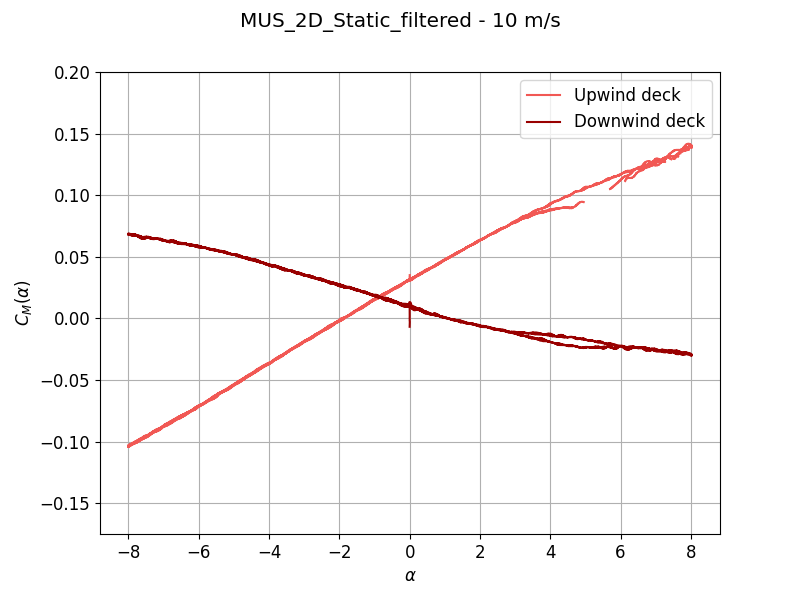 MUS_2D_Static_filtered - 10 m/s
Upwind deck
Downwind deck
0.20
0.15
0.10
0.05
0.00
−0.05
−0.10
−0.15
C_M(α)
−8 −6 −4 −2 0 2 4 6 8
α